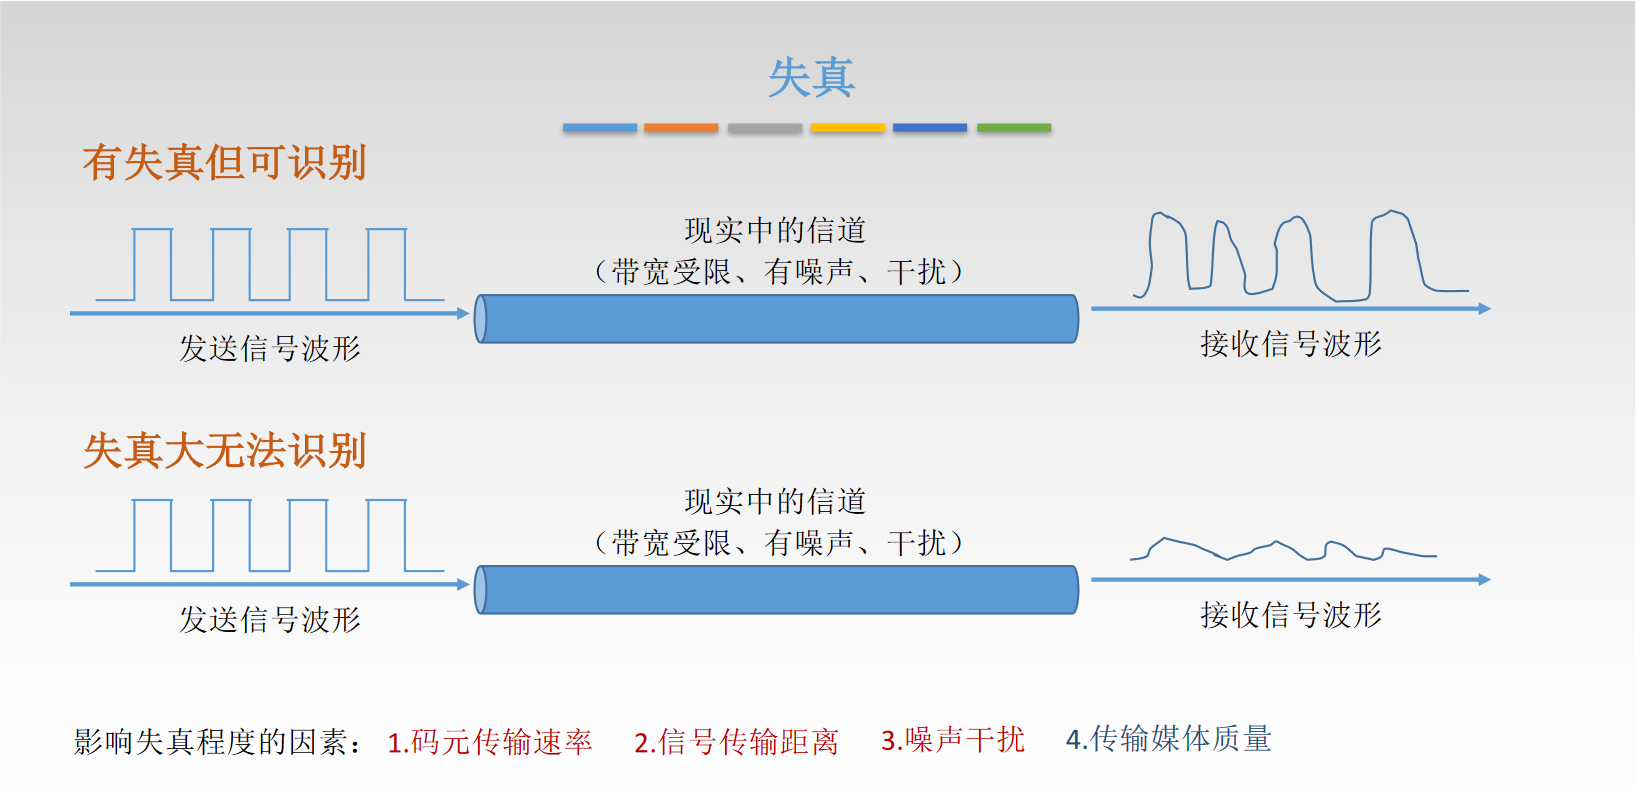 失真
有失真但可识别
现实中的信道
（带宽受限、有噪声、干扰）
发送信号波形
接收信号波形
失真大无法识别
现实中的信道
（带宽受限、有噪声、干扰）
发送信号波形
接收信号波形
影响失真程度的因素： 1.码元传输速率 2.信号传输距离 3.噪声干扰 4.传输媒体质量